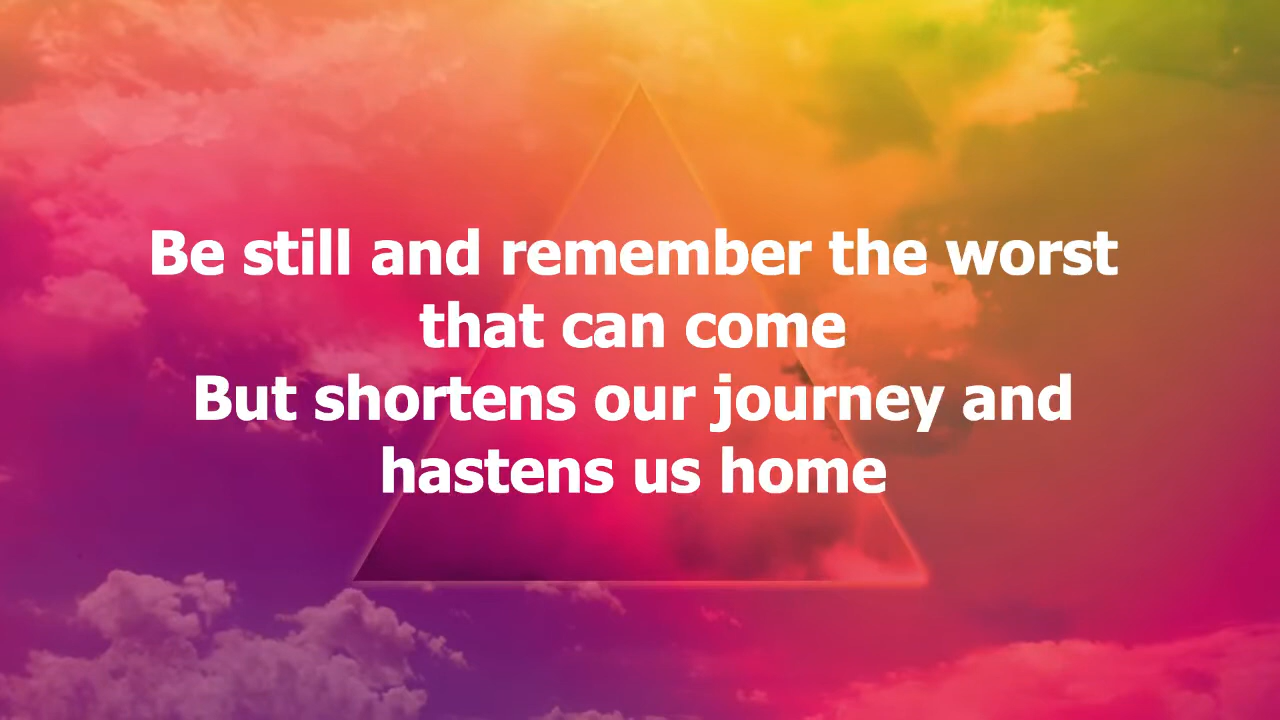 Be still and remember the worst
that can come
But shortens our journey and
hastens us home